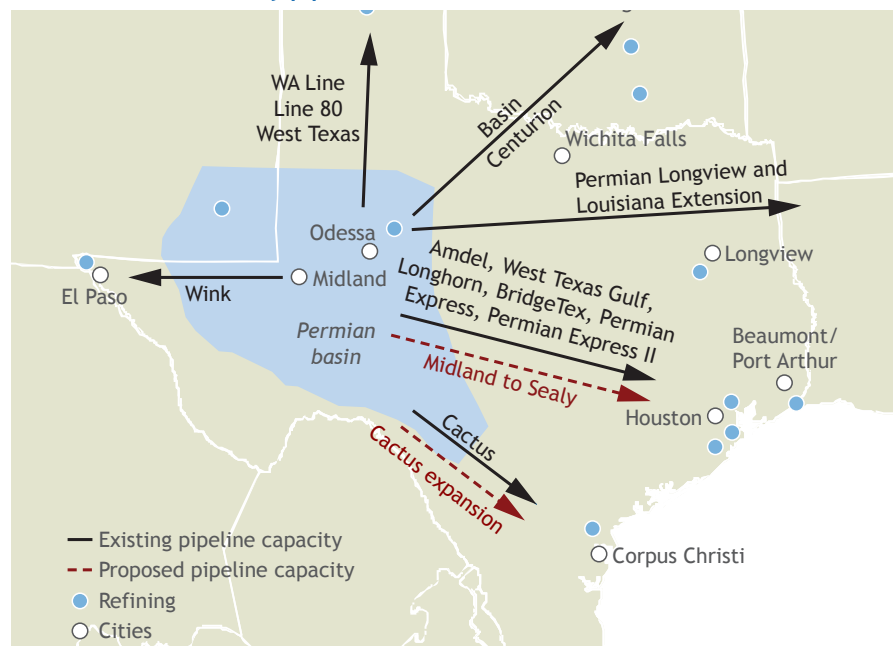 WA Line
Line 80
West Texas
Basin
Centurion
Wichita Falls
Permian Longview and
Louisiana Extension
Odessa
Longview
Midland
El Paso
Wink
Amdel, West Texas Gulf,
Longhorn, BridgeTex, Permian
Express, Permian Express II
Permian
basin
Beaumont/
Port Arthur
Midland to Sealy
Houston
Cactus
Cactus expansion
Corpus Christi
Existing pipeline capacity
Proposed pipeline capacity
Refining
Cities